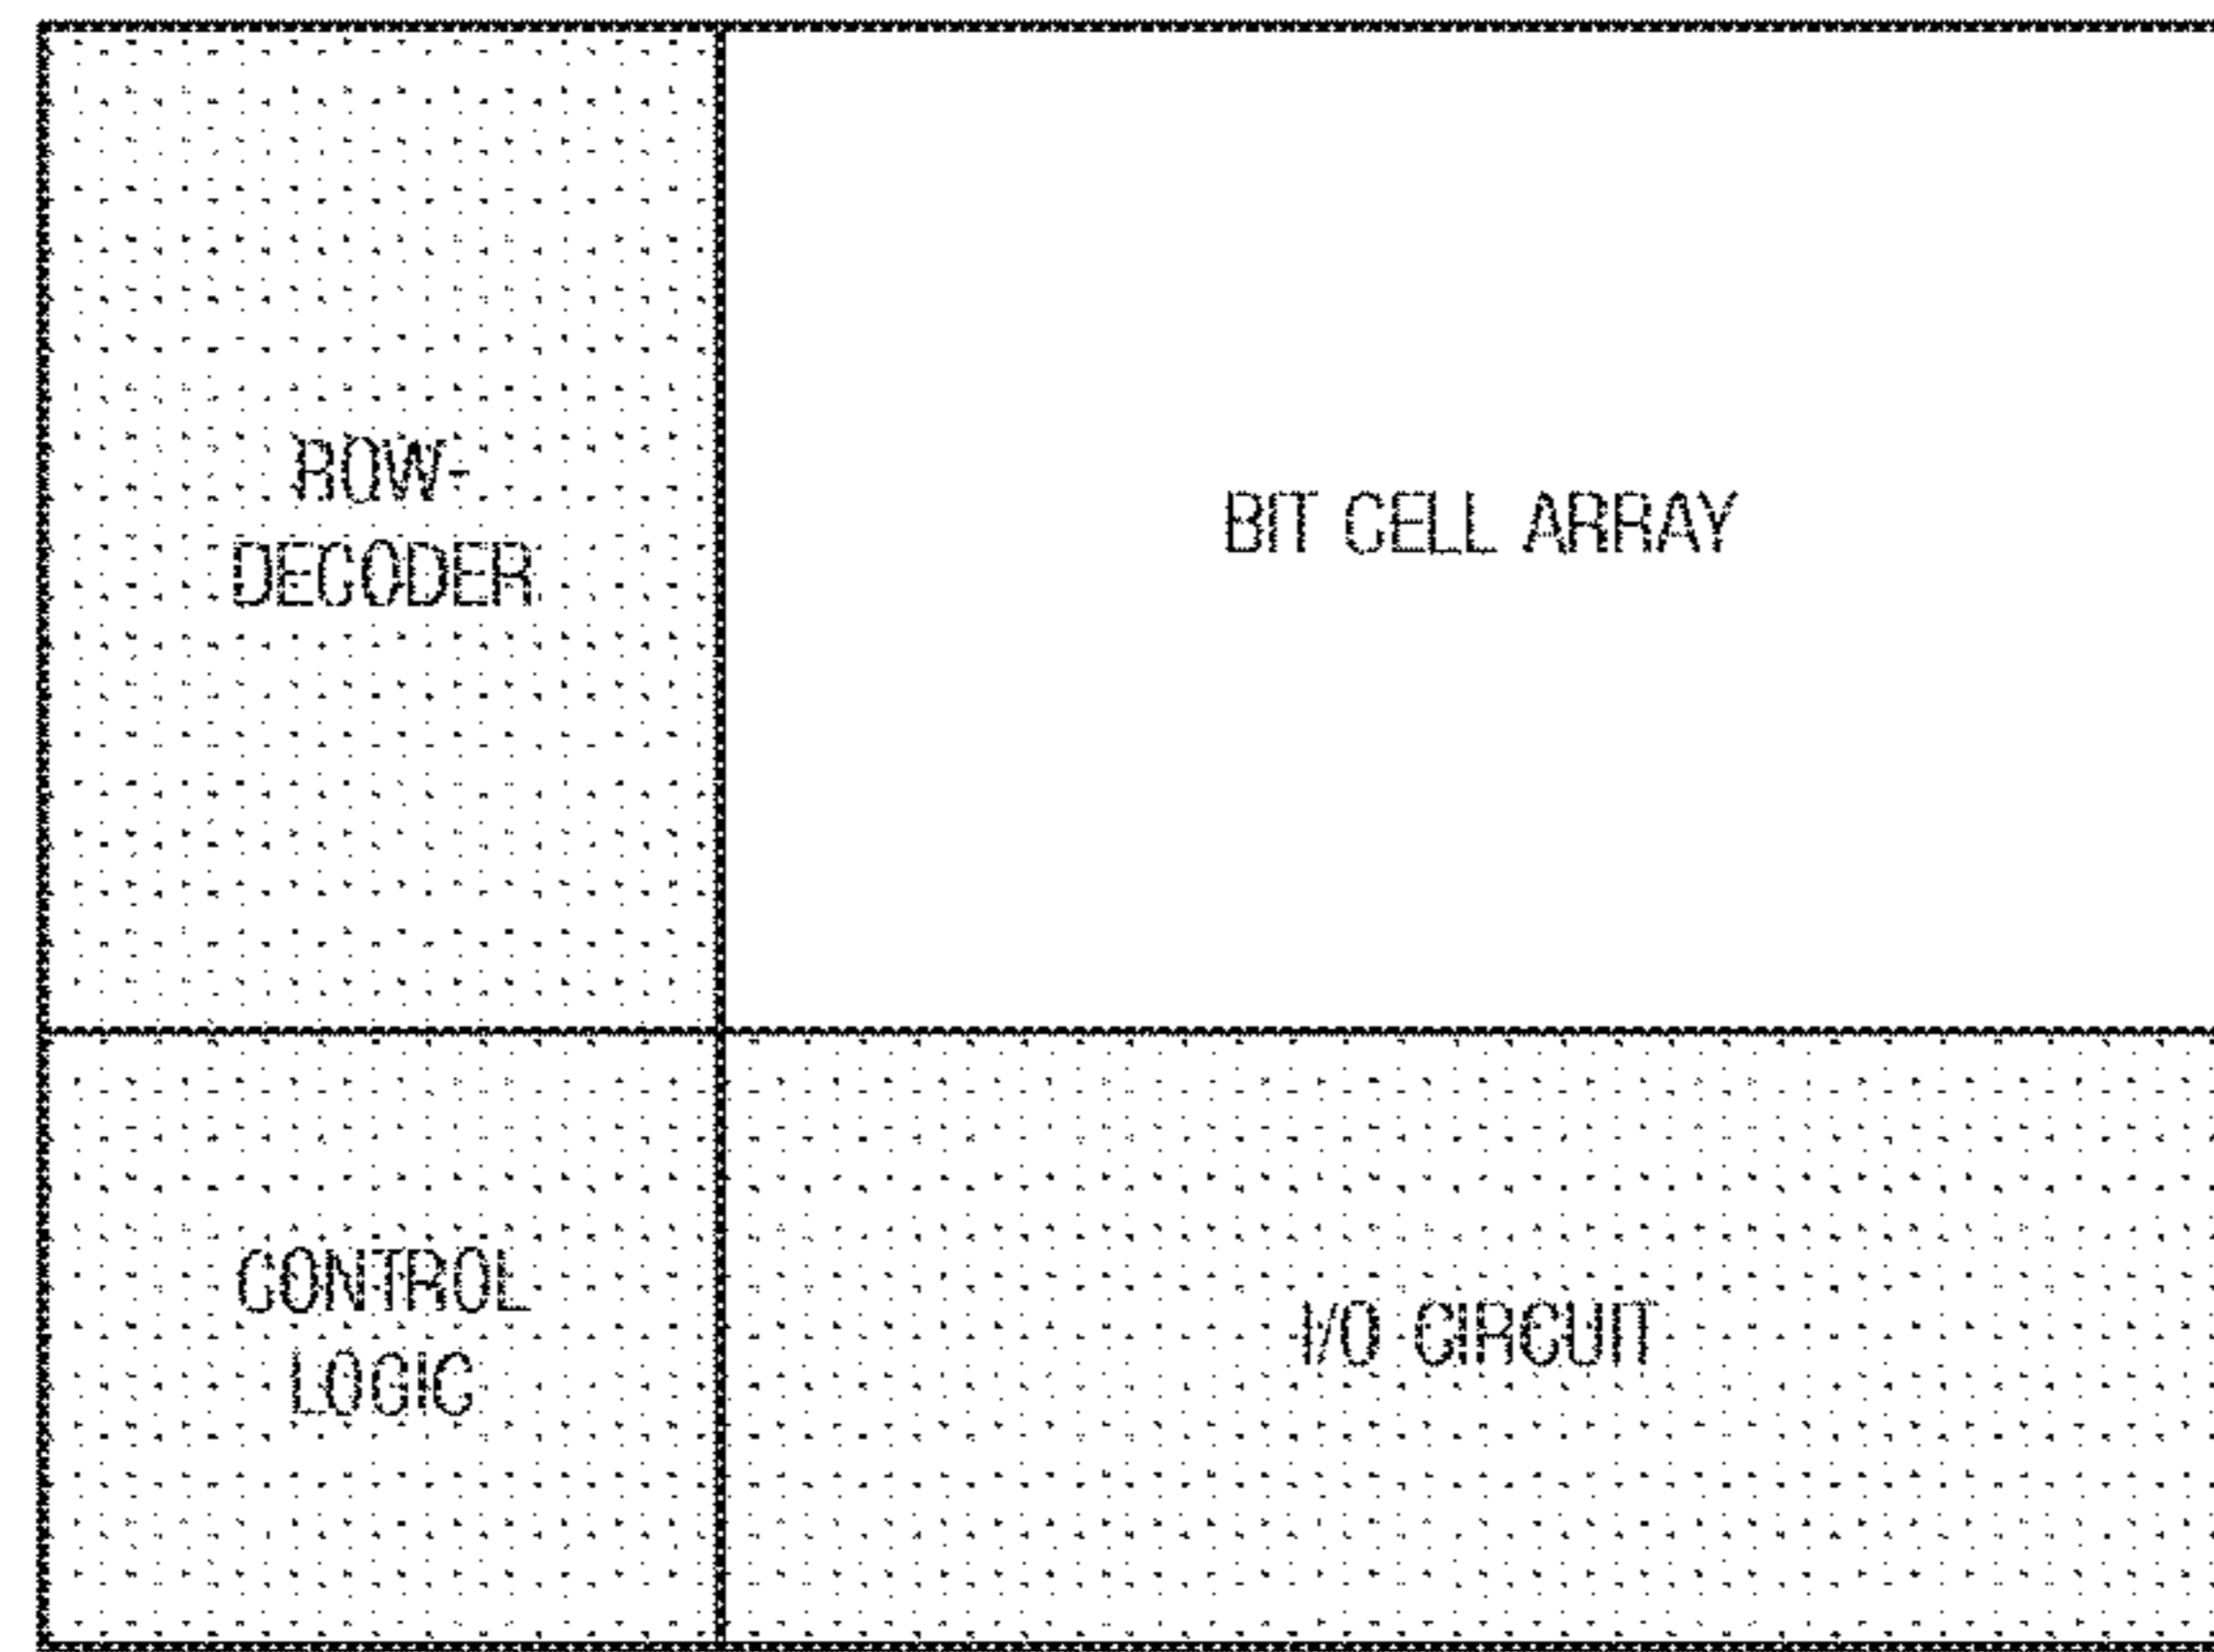 ROW-
DECODER
BIT CELL ARRAY
CONTROL
LOGIC
I/O CIRCUIT